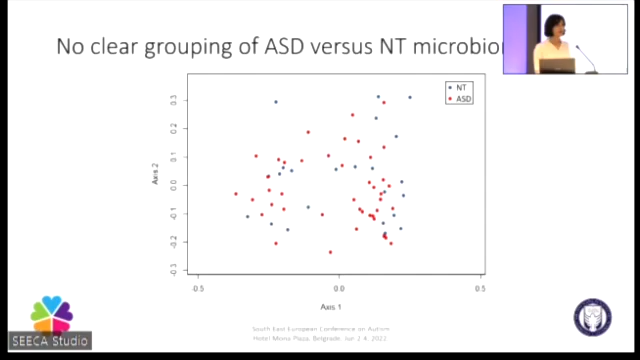 No clear grouping of ASD versus NT
NT
ASD
Axis 2
0.3
0.2
0.1
0.0
-0.1
-0.2
-0.3
-0.5
0.0
0.5
Axis 1
South East European Conference on Autism
Hotel Mona Plaza, Belgrade, Jun 2-4, 2022
SEECA Studio